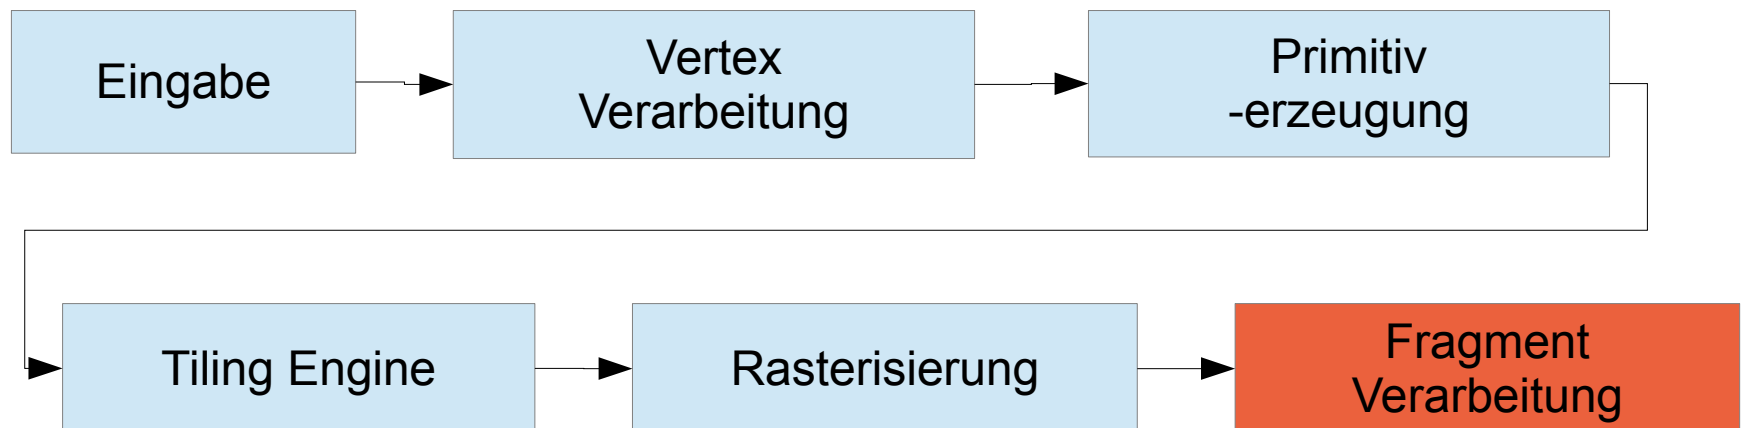 Eingabe
Vertex
Verarbeitung
Primitiv
-erzeugung
Tiling Engine
Rasterisierung
Fragment
Verarbeitung